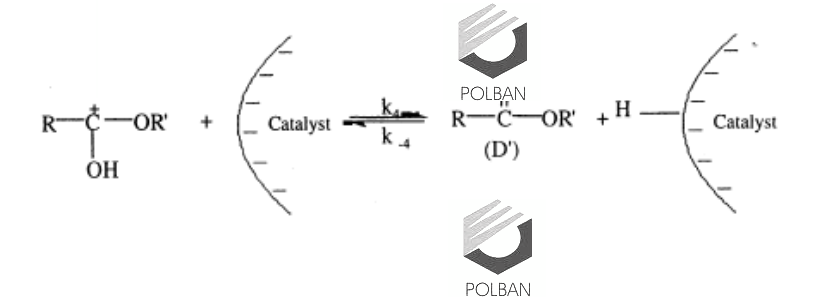 POLBAN
R—C—OR' + Catalyst k₄ R—C—OR' + H— Catalyst
+
k₋₄
OH
(D')
POLBAN